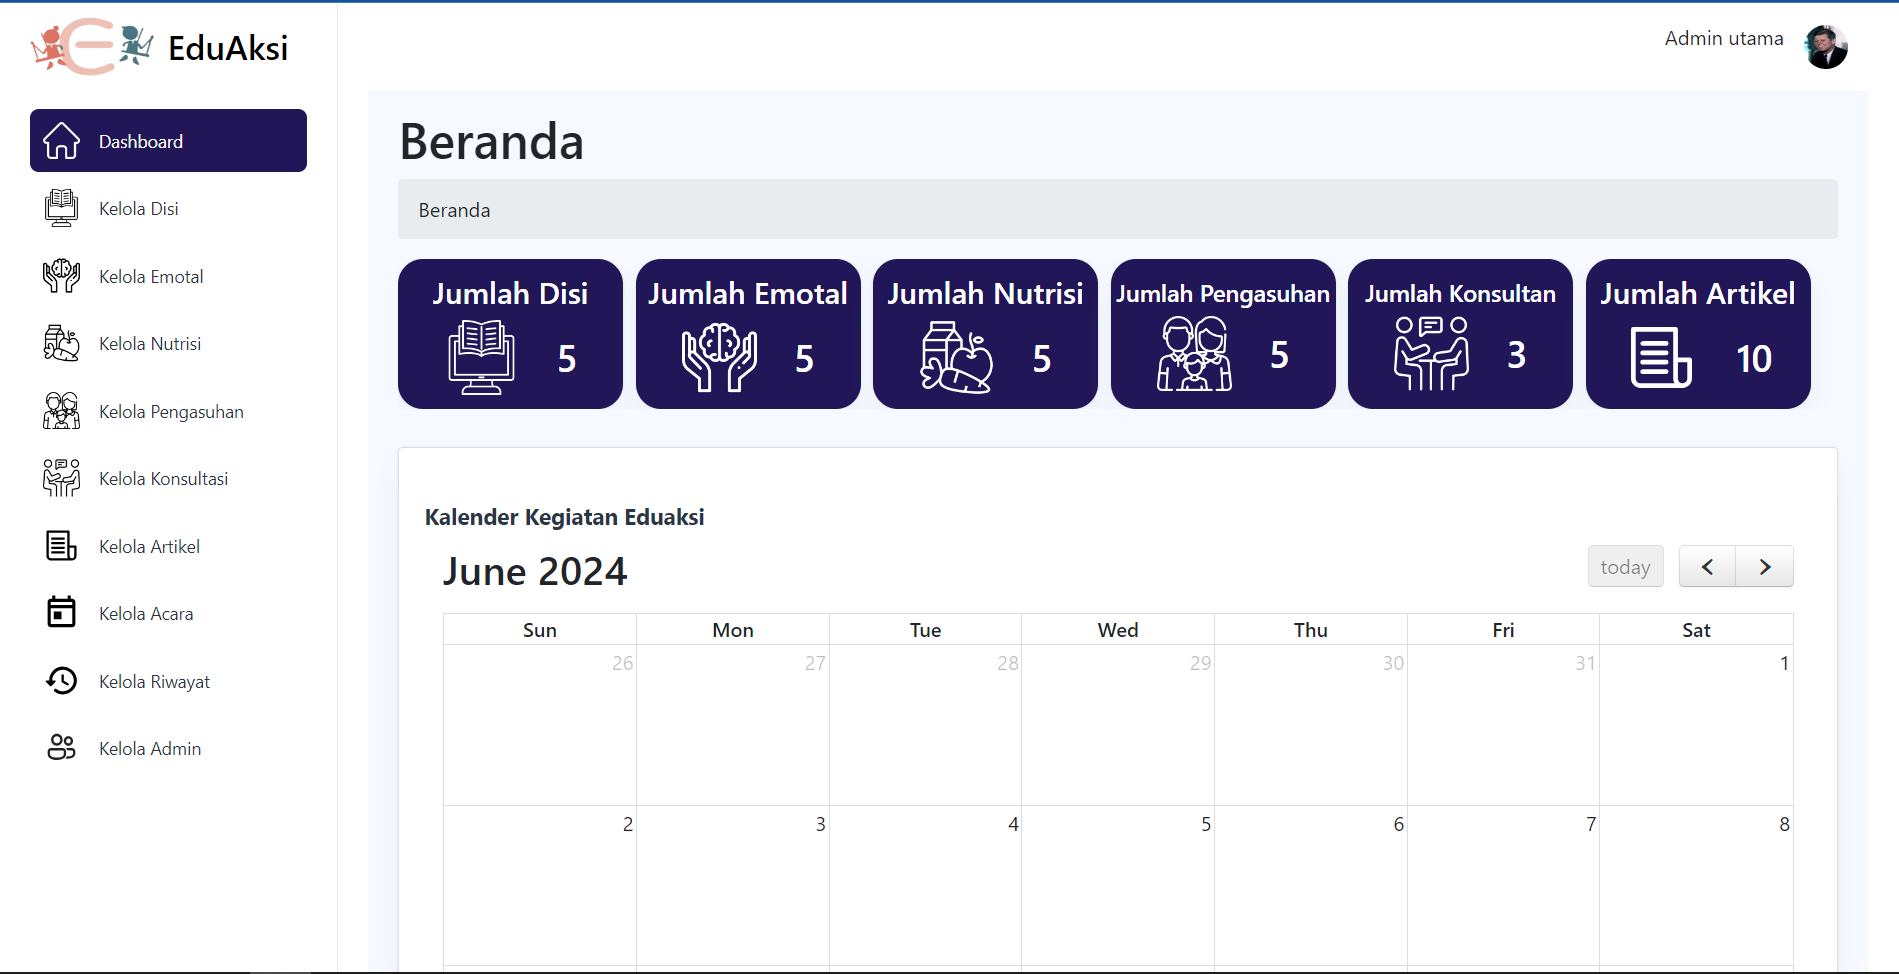 EduAksi
Admin utama
Dashboard
Kelola Disi
Kelola Emotal
Kelola Nutrisi
Kelola Pengasuhan
Kelola Konsultasi
Kelola Artikel
Kelola Acara
Kelola Riwayat
Kelola Admin
Beranda
Beranda
Jumlah Disi
5
Jumlah Emotal
5
Jumlah Nutrisi
5
Jumlah Pengasuhan
5
Jumlah Konsultan
3
Jumlah Artikel
10
Kalender Kegiatan Eduaksi
June 2024
today
Sun Mon Tue Wed Thu Fri Sat
26 27 28 29 30 31 1
2 3 4 5 6 7 8